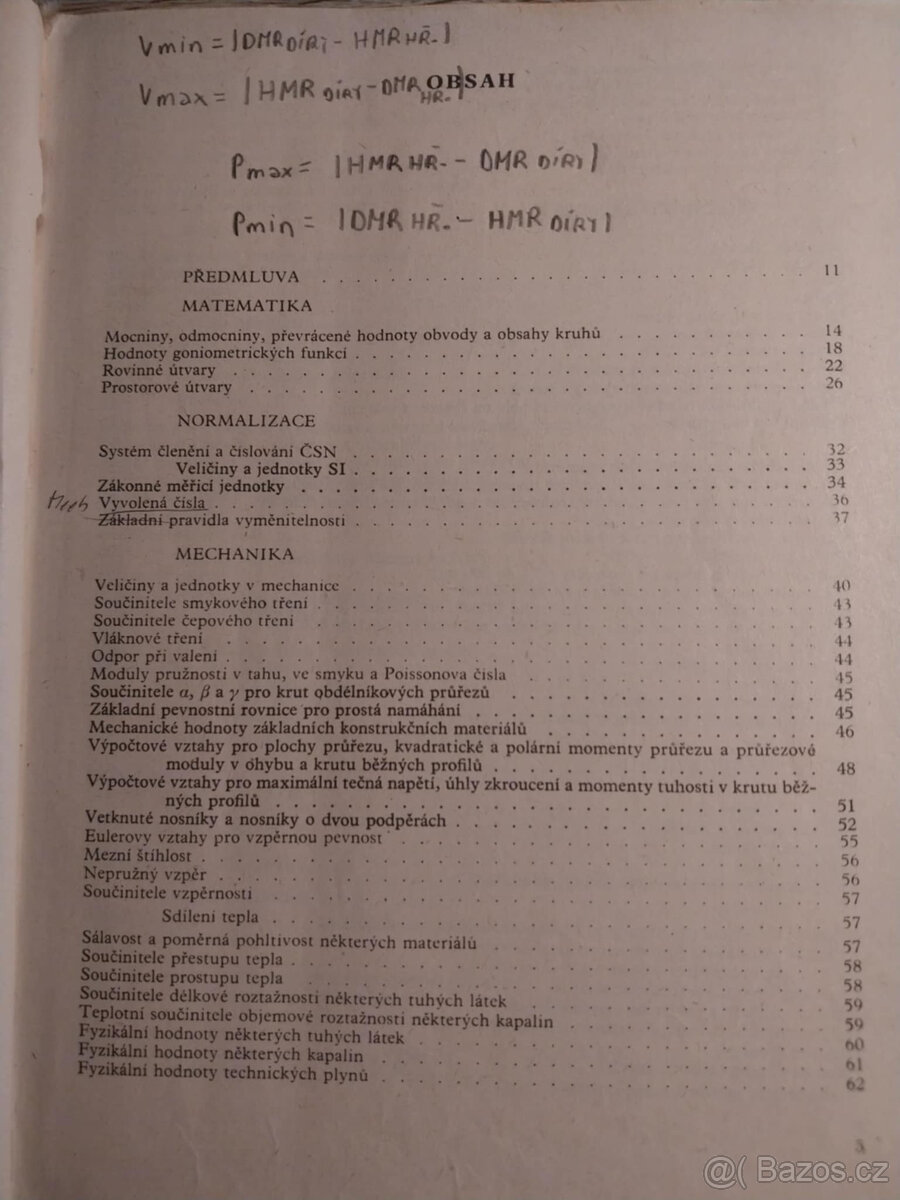 Vmin = |DMR DÍRY - HMR HŘ.|
Vmax = |HMR DÍRY - DMR HŘ.|
OBSAH
Pmax = |HMR HŘ. - DMR DÍRY|
Pmin = |DMR HŘ. - HMR DÍRY|
PŘEDMLUVA . . . . . . . . . . 11
MATEMATIKA
Mocniny, odmocniny, převrácené hodnoty obvody a obsahy kruhů . . . . . . . . . . 14
Hodnoty goniometrických funkcí . . . . . . . . . . 18
Rovinné útvary . . . . . . . . . . 22
Prostorové útvary . . . . . . . . . . 26
NORMALIZACE
Systém členění a číslování ČSN . . . . . . . . . . 32
Veličiny a jednotky SI . . . . . . . . . . 33
Zákonné měřicí jednotky . . . . . . . . . . 34
Vyvolená čísla . . . . . . . . . . 36
Základní pravidla vyměnitelnosti . . . . . . . . . . 37
MECHANIKA
Veličiny a jednotky v mechanice . . . . . . . . . . 40
Součinitele smykového tření . . . . . . . . . . 43
Součinitele čepového tření . . . . . . . . . . 43
Vláknové tření . . . . . . . . . . 44
Odpor při valení . . . . . . . . . . 44
Moduly pružnosti v tahu, ve smyku a Poissonova čísla . . . . . . . . . . 45
Součinitele α, β a γ pro krut obdélníkových průřezů . . . . . . . . . . 45
Základní pevnostní rovnice pro prostá namáhání . . . . . . . . . . 45
Mechanické hodnoty základních konstrukčních materiálů . . . . . . . . . . 46
Výpočtové vztahy pro plochy průřezu, kvadratické a polární momenty průřezu a průřezové
moduly v ohybu a krutu běžných profilů . . . . . . . . . . 48
Výpočtové vztahy pro maximální tečná napětí, úhly zkroucení a momenty tuhosti v krutu běž-
ných profilů . . . . . . . . . . 51
Vetknuté nosníky a nosníky o dvou podpěrách . . . . . . . . . . 52
Eulerovy vztahy pro vzpěrnou pevnost . . . . . . . . . . 55
Mezní štíhlost . . . . . . . . . . 56
Nepružný vzpěr . . . . . . . . . . 56
Součinitele vzpěrnosti . . . . . . . . . . 57
Sdílení tepla . . . . . . . . . . 57
Sálavost a poměrná pohltivost některých materiálů . . . . . . . . . . 57
Součinitele přestupu tepla . . . . . . . . . . 58
Součinitele prostupu tepla . . . . . . . . . . 58
Součinitele délkové roztažnosti některých tuhých látek . . . . . . . . . . 59
Teplotní součinitele objemové roztažnosti některých kapalin . . . . . . . . . . 59
Fyzikální hodnoty některých tuhých látek . . . . . . . . . . 60
Fyzikální hodnoty některých kapalin . . . . . . . . . . 61
Fyzikální hodnoty technických plynů . . . . . . . . . . 62
@( Bazos.cz